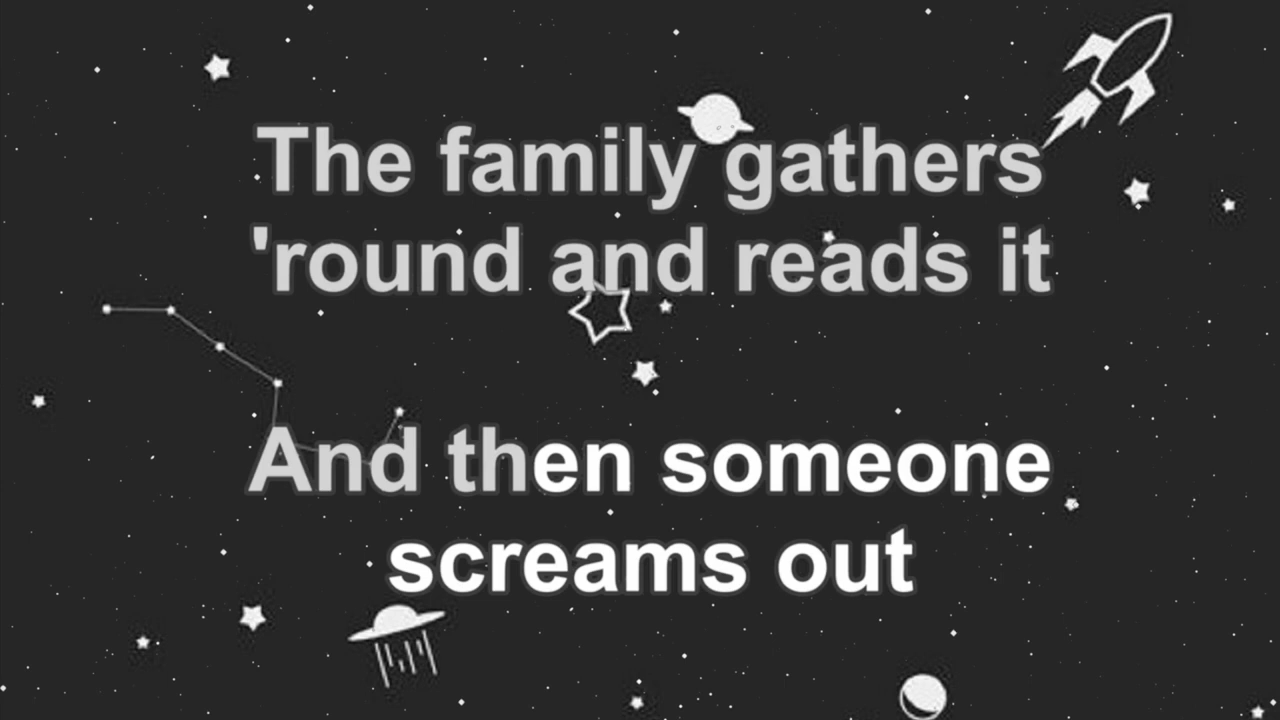 The family gathers
'round and reads it
And then someone
screams out